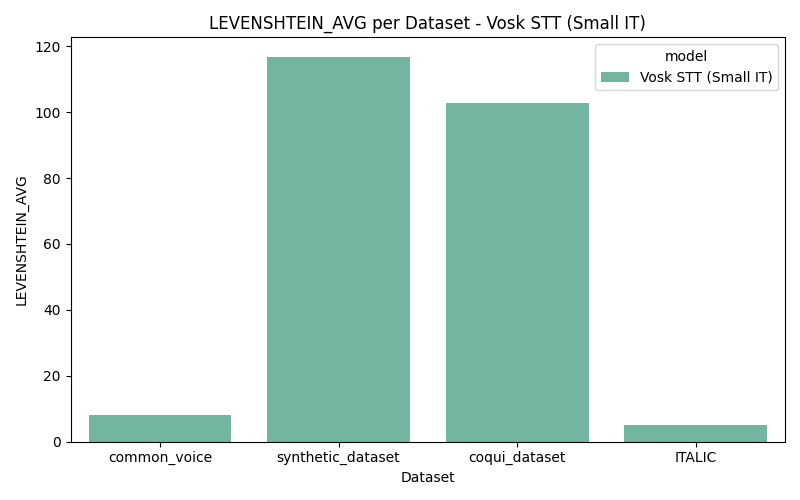 LEVENSHTEIN_AVG per Dataset - Vosk STT (Small IT)
model
Vosk STT (Small IT)
LEVENSHTEIN_AVG
120
100
80
60
40
20
0
common_voice synthetic_dataset coqui_dataset ITALIC
Dataset